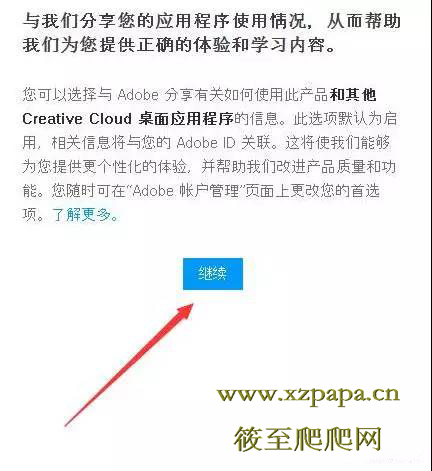 与我们分享您的应用程序使用情况，从而帮助
我们为您提供正确的体验和学习内容。
您可以选择与 Adobe 分享有关如何使用此产品和其他
Creative Cloud 桌面应用程序的信息。此选项默认为启
用，相关信息将与您的 Adobe ID 关联。这将使我们能够
为您提供更个性化的体验，并帮助我们改进产品质量和功
能。您随时可在“Adobe 帐户管理”页面上更改您的首选
项。了解更多。
继续
www.xzpapa.cn
筱至爬爬网